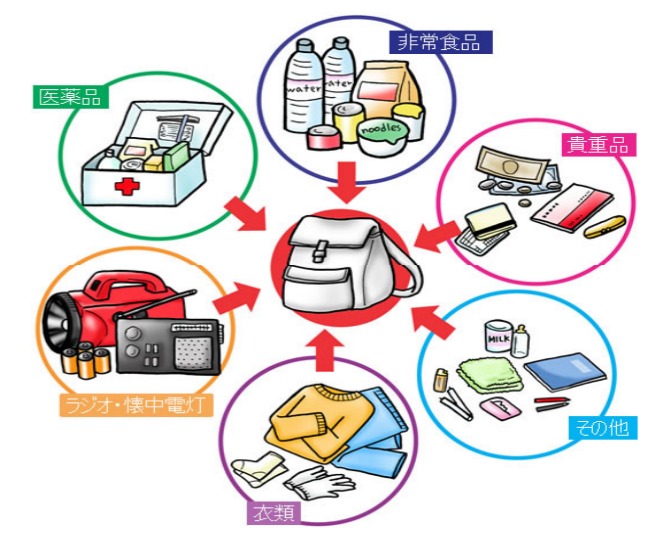 非常食品
water
water
noodles
医薬品
貴重品
ラジオ・懐中電灯
MILK
その他
衣類